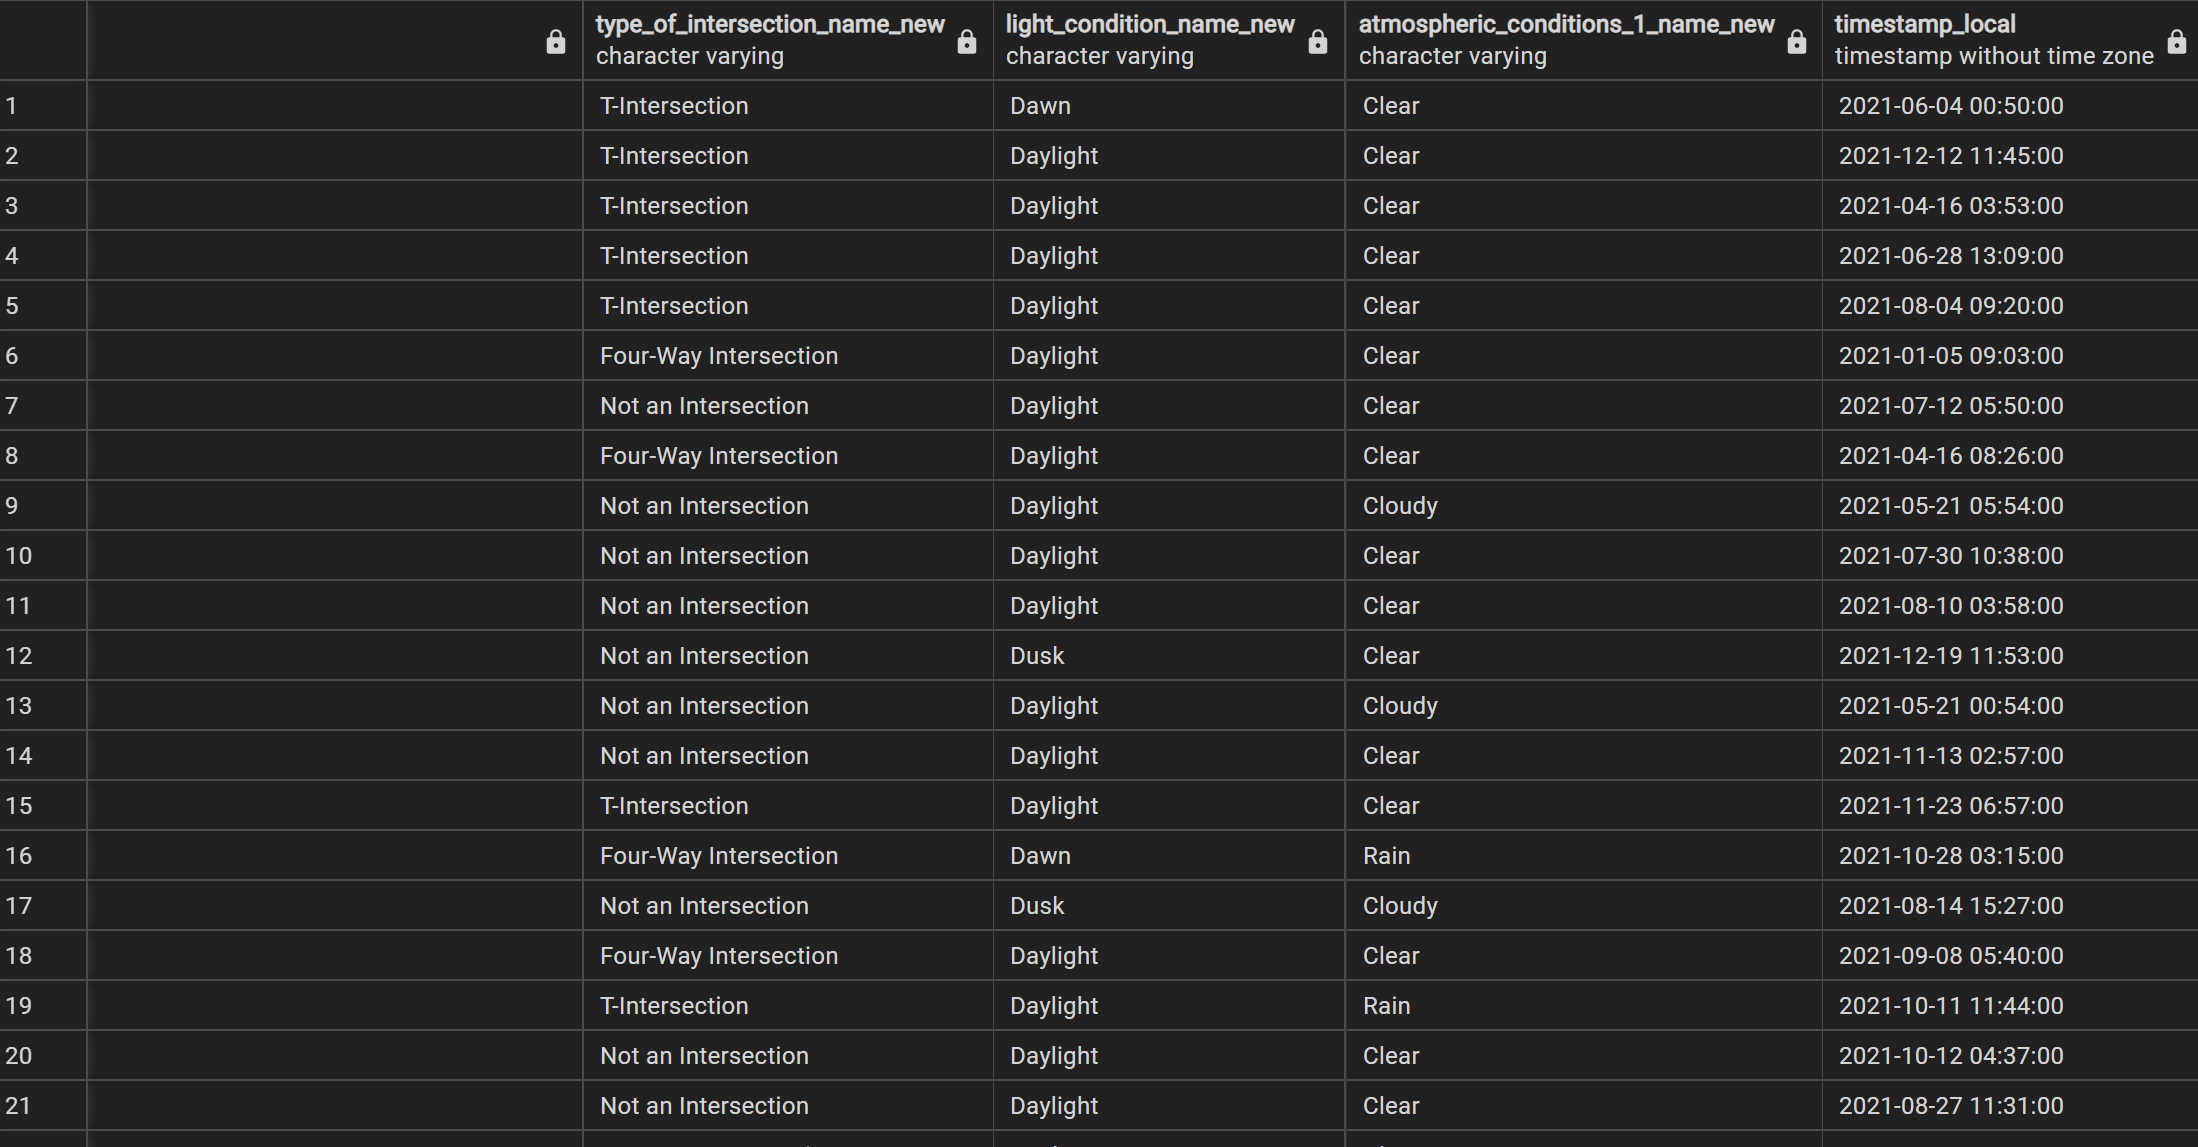 type_of_intersection_name_new light_condition_name_new atmospheric_conditions_1_name_new timestamp_local
character varying character varying character varying timestamp without time zone
1 T-Intersection Dawn Clear 2021-06-04 00:50:00
2 T-Intersection Daylight Clear 2021-12-12 11:45:00
3 T-Intersection Daylight Clear 2021-04-16 03:53:00
4 T-Intersection Daylight Clear 2021-06-28 13:09:00
5 T-Intersection Daylight Clear 2021-08-04 09:20:00
6 Four-Way Intersection Daylight Clear 2021-01-05 09:03:00
7 Not an Intersection Daylight Clear 2021-07-12 05:50:00
8 Four-Way Intersection Daylight Clear 2021-04-16 08:26:00
9 Not an Intersection Daylight Cloudy 2021-05-21 05:54:00
10 Not an Intersection Daylight Clear 2021-07-30 10:38:00
11 Not an Intersection Daylight Clear 2021-08-10 03:58:00
12 Not an Intersection Dusk Clear 2021-12-19 11:53:00
13 Not an Intersection Daylight Cloudy 2021-05-21 00:54:00
14 Not an Intersection Daylight Clear 2021-11-13 02:57:00
15 T-Intersection Daylight Clear 2021-11-23 06:57:00
16 Four-Way Intersection Dawn Rain 2021-10-28 03:15:00
17 Not an Intersection Dusk Cloudy 2021-08-14 15:27:00
18 Four-Way Intersection Daylight Clear 2021-09-08 05:40:00
19 T-Intersection Daylight Rain 2021-10-11 11:44:00
20 Not an Intersection Daylight Clear 2021-10-12 04:37:00
21 Not an Intersection Daylight Clear 2021-08-27 11:31:00